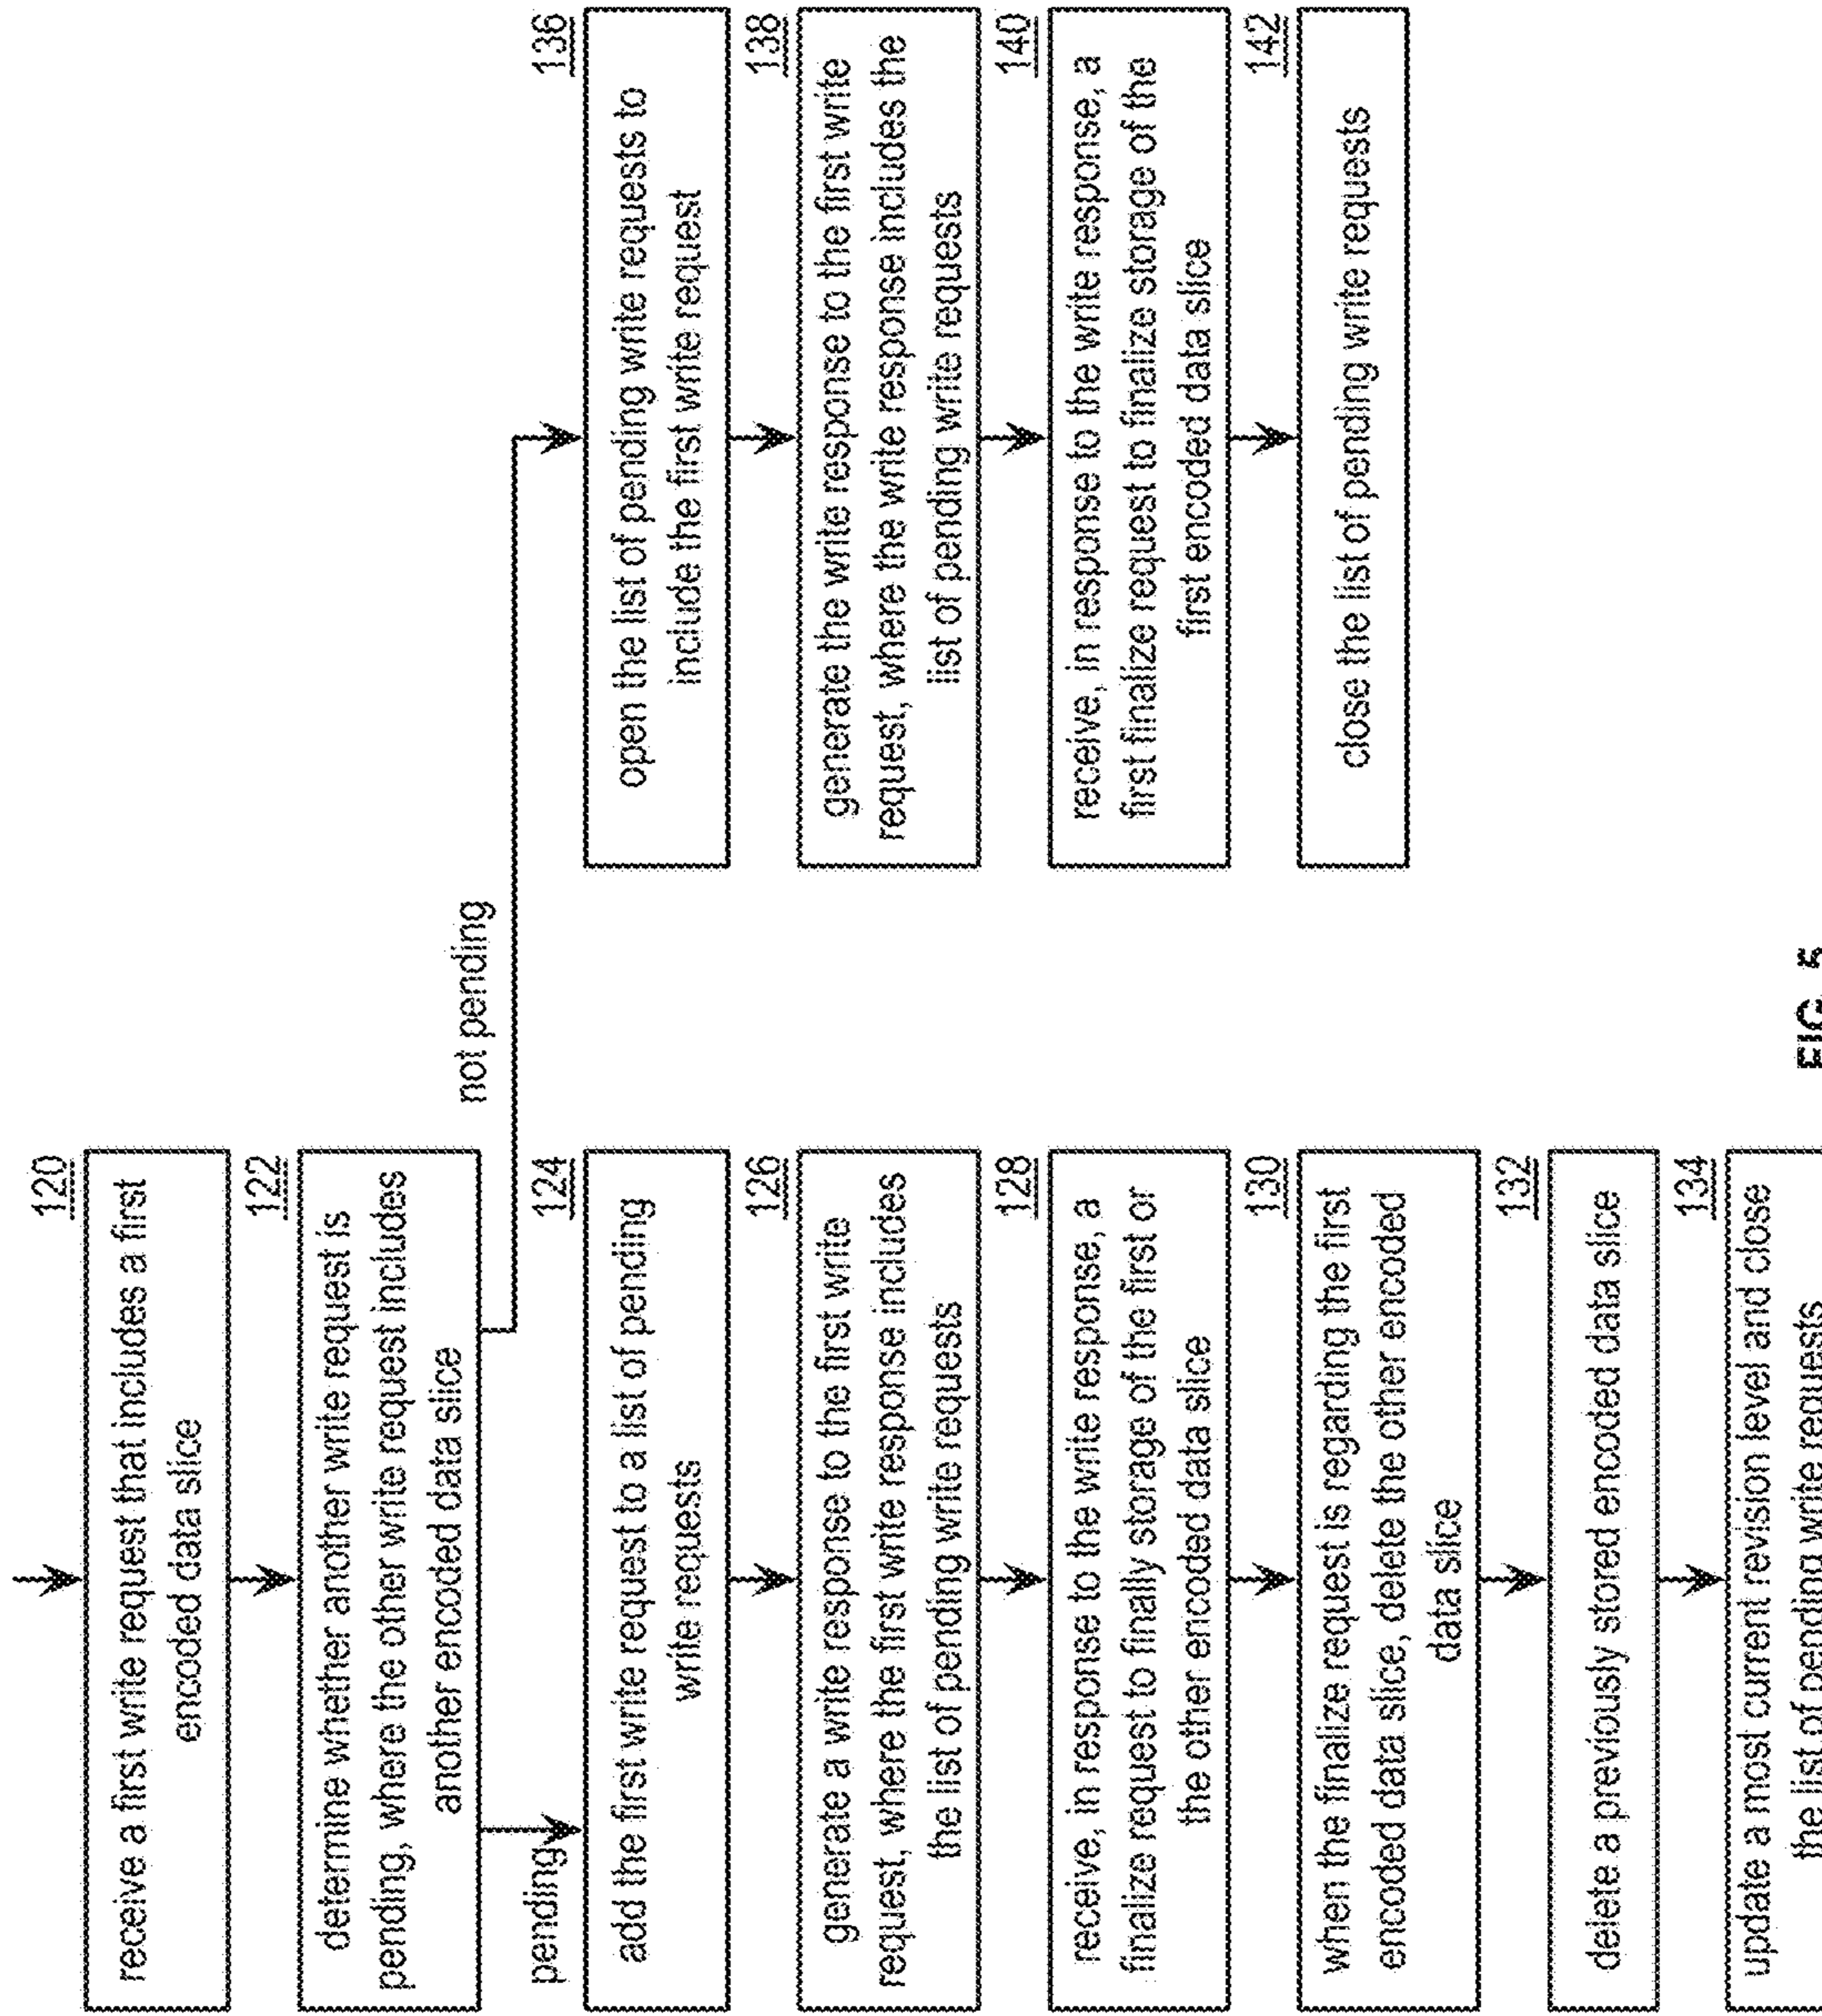 120
receive a first write request that includes a first
encoded data slice
122
determine whether another write request is
pending, where the other write request includes
another encoded data slice
pending
not pending
124
add the first write request to a list of pending
write requests
126
generate a write response to the first write
request, where the first write response includes
the list of pending write requests
128
receive, in response to the write response, a
finalize request to finally storage of the first or
the other encoded data slice
130
when the finalize request is regarding the first
encoded data slice, delete the other encoded
data slice
132
delete a previously stored encoded data slice
134
update a most current revision level and close
the list of pending write requests
136
open the list of pending write requests to
include the first write request
138
generate the write response to the first write
request, where the write response includes the
list of pending write requests
140
receive, in response to the write response, a
first finalize request to finalize storage of the
first encoded data slice
142
close the list of pending write requests
FIG. 5